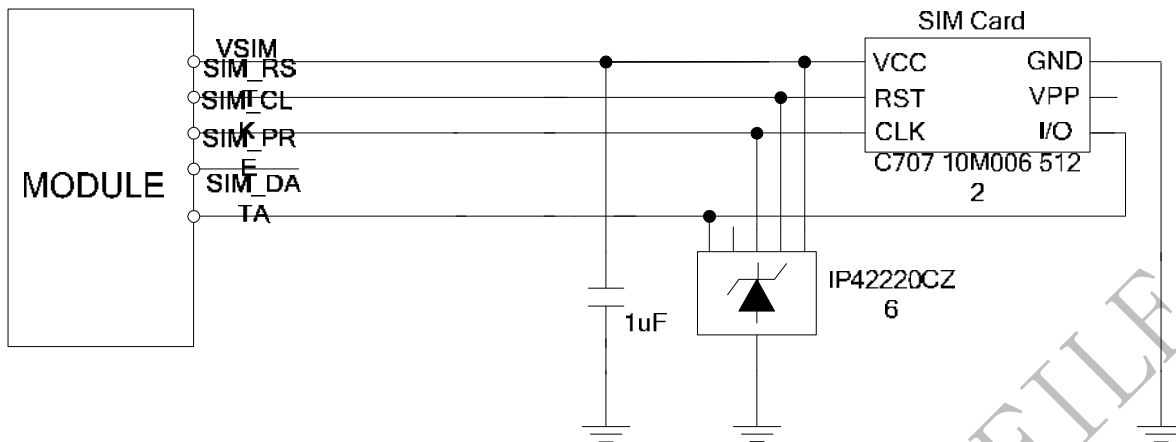 SIM Card
VSIM
SIM_RS
T
SIM_CL
K
SIM_PR
E
SIM_DA
TA
MODULE
VCC
GND
RST
VPP
CLK
I/O
C707 10M006 512
2
IP42220CZ
6
1uF
FILE